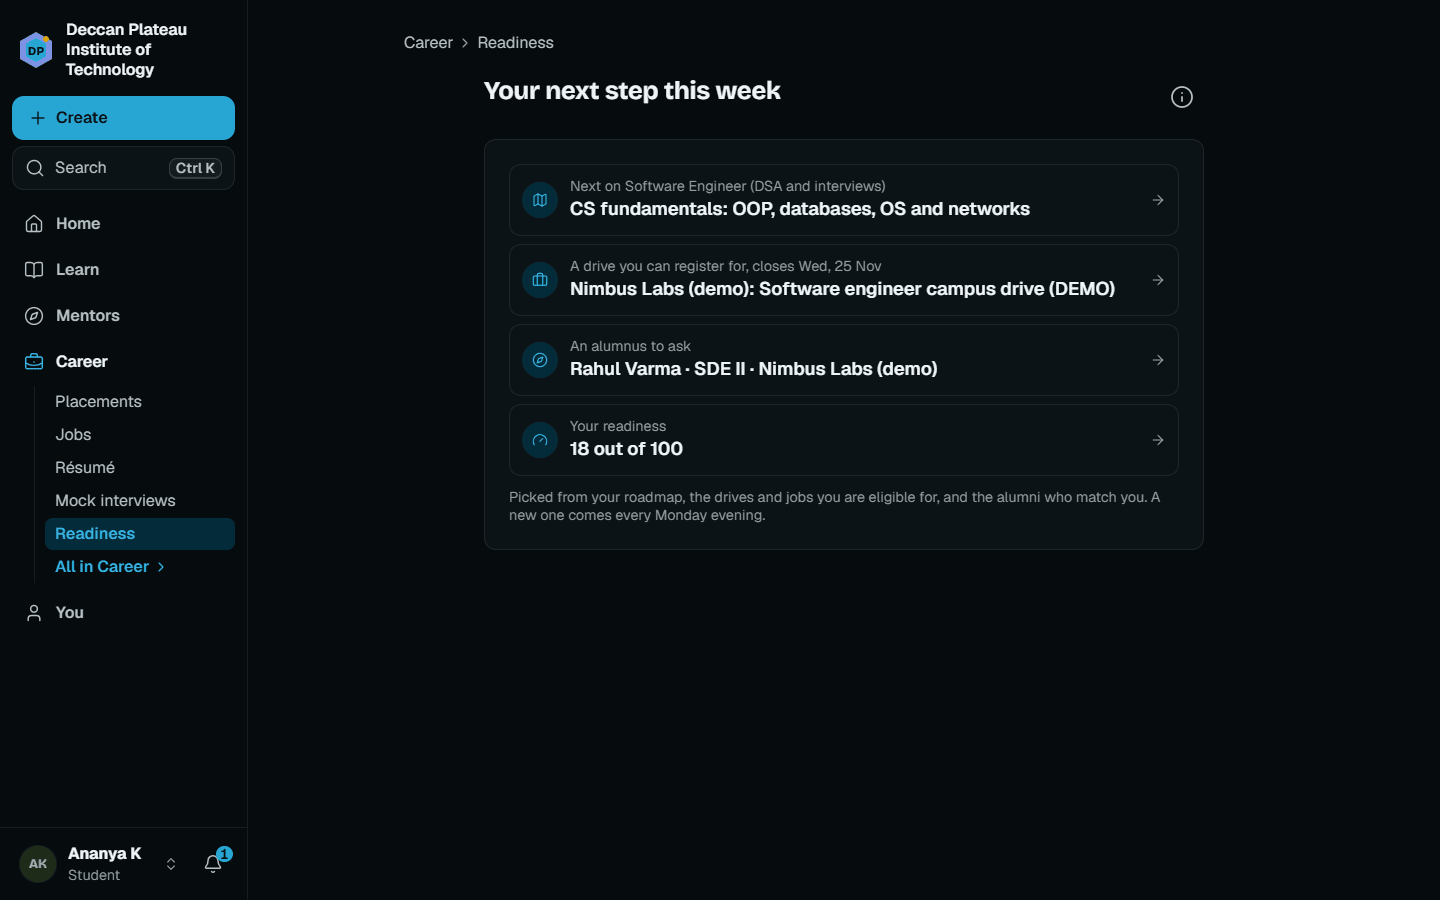 DP
Deccan Plateau
Institute of
Technology
Create
Search
Ctrl K
Home
Learn
Mentors
Career
Placements
Jobs
Résumé
Mock interviews
Readiness
All in Career
You
AK
Ananya K
Student
1
Career
Readiness
Your next step this week
Next on Software Engineer (DSA and interviews)
CS fundamentals: OOP, databases, OS and networks
A drive you can register for, closes Wed, 25 Nov
Nimbus Labs (demo): Software engineer campus drive (DEMO)
An alumnus to ask
Rahul Varma · SDE II · Nimbus Labs (demo)
Your readiness
18 out of 100
Picked from your roadmap, the drives and jobs you are eligible for, and the alumni who match you. A
new one comes every Monday evening.